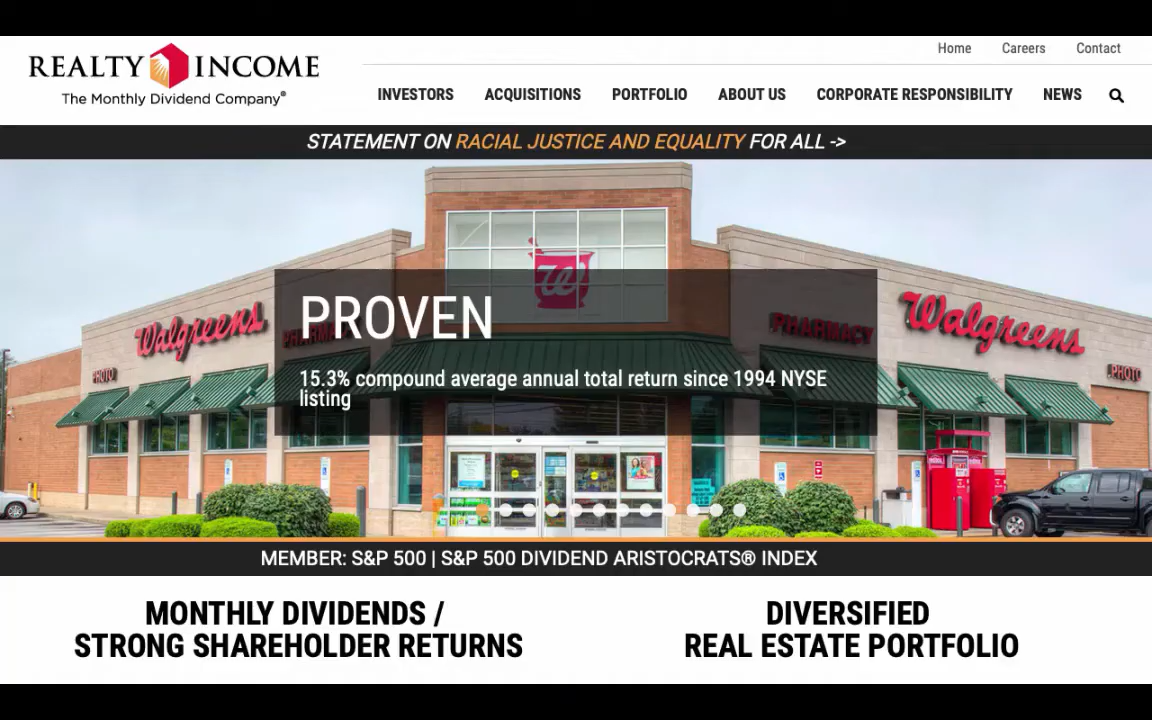 Home Careers Contact
REALTY INCOME
The Monthly Dividend Company®
INVESTORS ACQUISITIONS PORTFOLIO ABOUT US CORPORATE RESPONSIBILITY NEWS
STATEMENT ON RACIAL JUSTICE AND EQUALITY FOR ALL ->
W
Walgreens
PHARMACY
Walgreens
PHOTO
PHOTO
PROVEN
15.3% compound average annual total return since 1994 NYSE
listing
MEMBER: S&P 500 | S&P 500 DIVIDEND ARISTOCRATS® INDEX
MONTHLY DIVIDENDS /
STRONG SHAREHOLDER RETURNS
DIVERSIFIED
REAL ESTATE PORTFOLIO